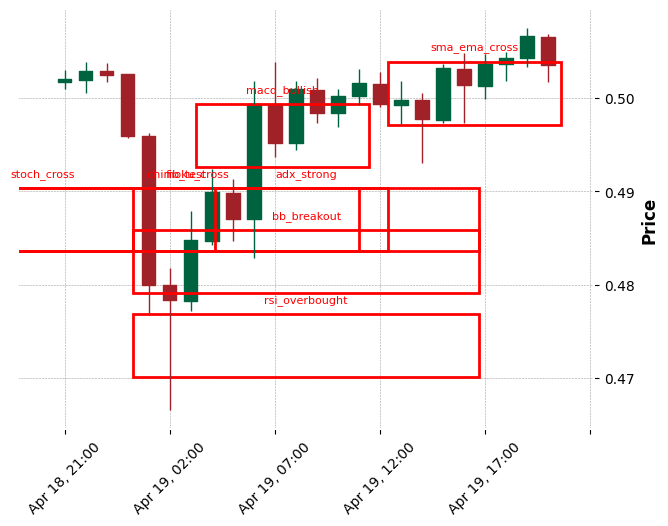 sma_ema_cross
macd_bullish
0.50
stoch_cross
adx_strong
0.49
bb_breakout
0.48
rsi_overbought
0.47
Price
Apr 18, 21:00
Apr 19, 02:00
Apr 19, 07:00
Apr 19, 12:00
Apr 19, 17:00